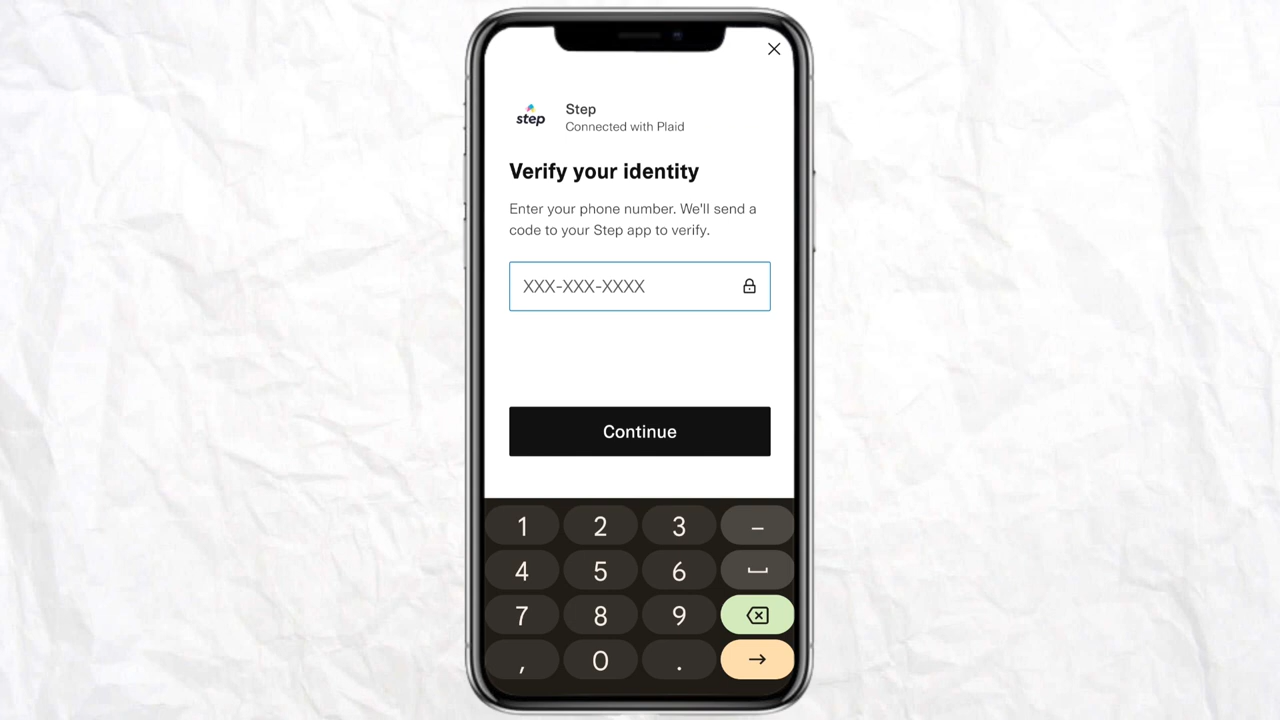 step
Step
Connected with Plaid
Verify your identity
Enter your phone number. We'll send a
code to your Step app to verify.
XXX-XXX-XXXX
Continue
1 2 3 –
4 5 6
7 8 9
, 0 .